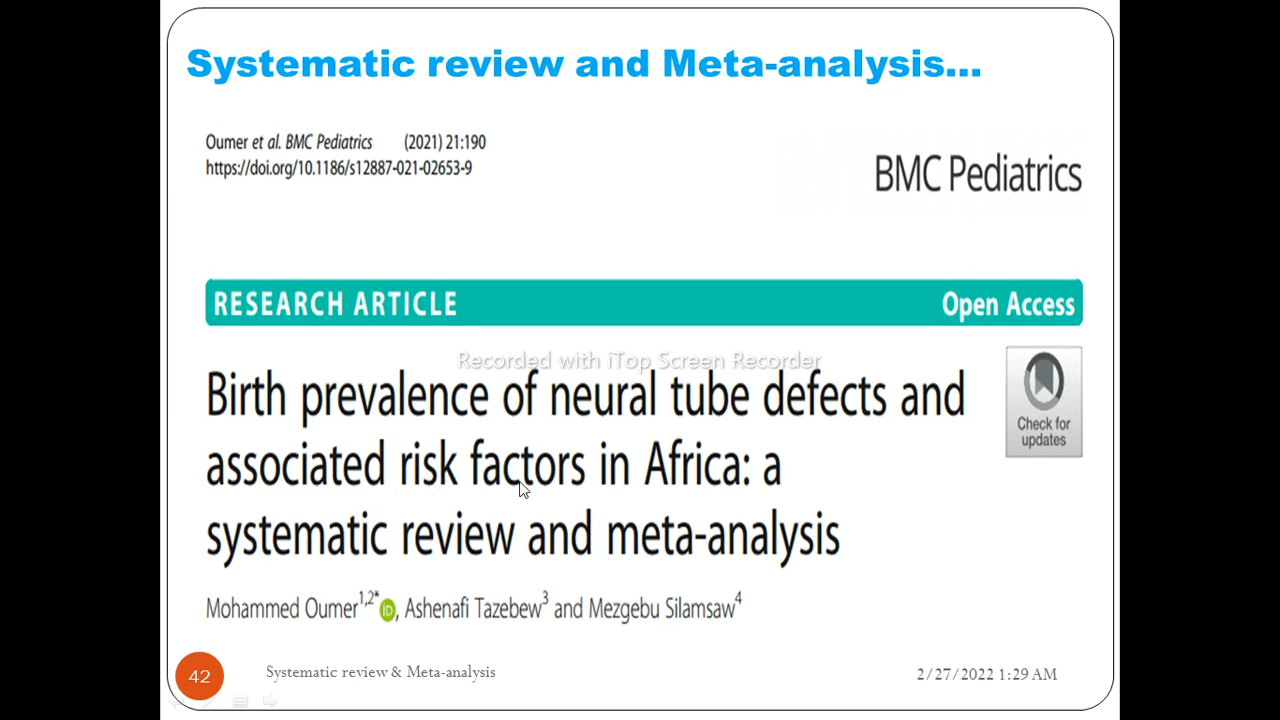 Systematic review and Meta-analysis...
Oumer et al. BMC Pediatrics (2021) 21:190
https://doi.org/10.1186/s12887-021-02653-9
BMC Pediatrics
RESEARCH ARTICLE Open Access
Recorded with iTop Screen Recorder
Birth prevalence of neural tube defects and
associated risk factors in Africa: a
systematic review and meta-analysis
Check for
updates
Mohammed Oumer1,2* iD, Ashenafi Tazebew3 and Mezgebu Silamsaw4
42 Systematic review & Meta-analysis 2/27/2022 1:29 AM